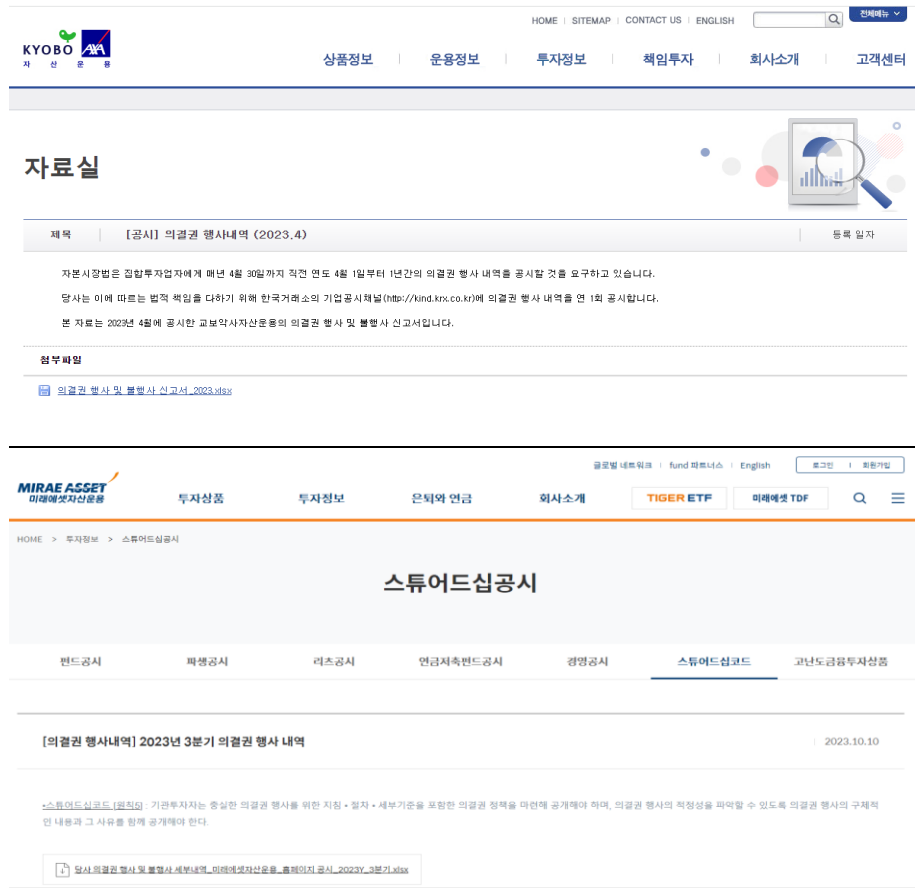 HOME SITEMAP CONTACT US ENGLISH 전체메뉴
KYOBO AXA
자 산 운 용
상품정보 운용정보 투자정보 책임투자 회사소개 고객센터
자료실
제목 [공시] 의결권 행사내역 (2023.4) 등록 일자
자본시장법은 집합투자업자에게 매년 4월 30일까지 직전 연도 4월 1일부터 1년간의 의결권 행사 내역을 공시할 것을 요구하고 있습니다.
당사는 이에 따르는 법적 책임을 다하기 위해 한국거래소의 기업공시채널(http://kind.krx.co.kr)에 의결권 행사 내역을 연 1회 공시합니다.
본 자료는 2023년 4월에 공시한 교보악사자산운용의 의결권 행사 및 불행사 신고서입니다.
첨부파일
의결권 행사 및 불행사 신고서_2023.xlsx
글로벌 네트워크 fund 파트너스 English 로그인 회원가입
MIRAE ASSET
미래에셋자산운용
투자상품 투자정보 은퇴와 연금 회사소개 TIGER ETF 미래에셋 TDF
HOME > 투자정보 > 스튜어드십공시
스튜어드십공시
펀드공시 파생공시 리츠공시 연금저축펀드공시 경영공시 스튜어드십코드 고난도금융투자상품
[의결권 행사내역] 2023년 3분기 의결권 행사 내역 2023.10.10
•스튜어드십코드 [원칙5] : 기관투자자는 충실한 의결권 행사를 위한 지침 • 절차 • 세부기준을 포함한 의결권 정책을 마련해 공개해야 하며, 의결권 행사의 적정성을 파악할 수 있도록 의결권 행사의 구체적
인 내용과 그 사유를 함께 공개해야 한다.
당사 의결권 행사 및 불행사 세부내역_미래에셋자산운용_홈페이지 공시_2023Y_3분기.xlsx